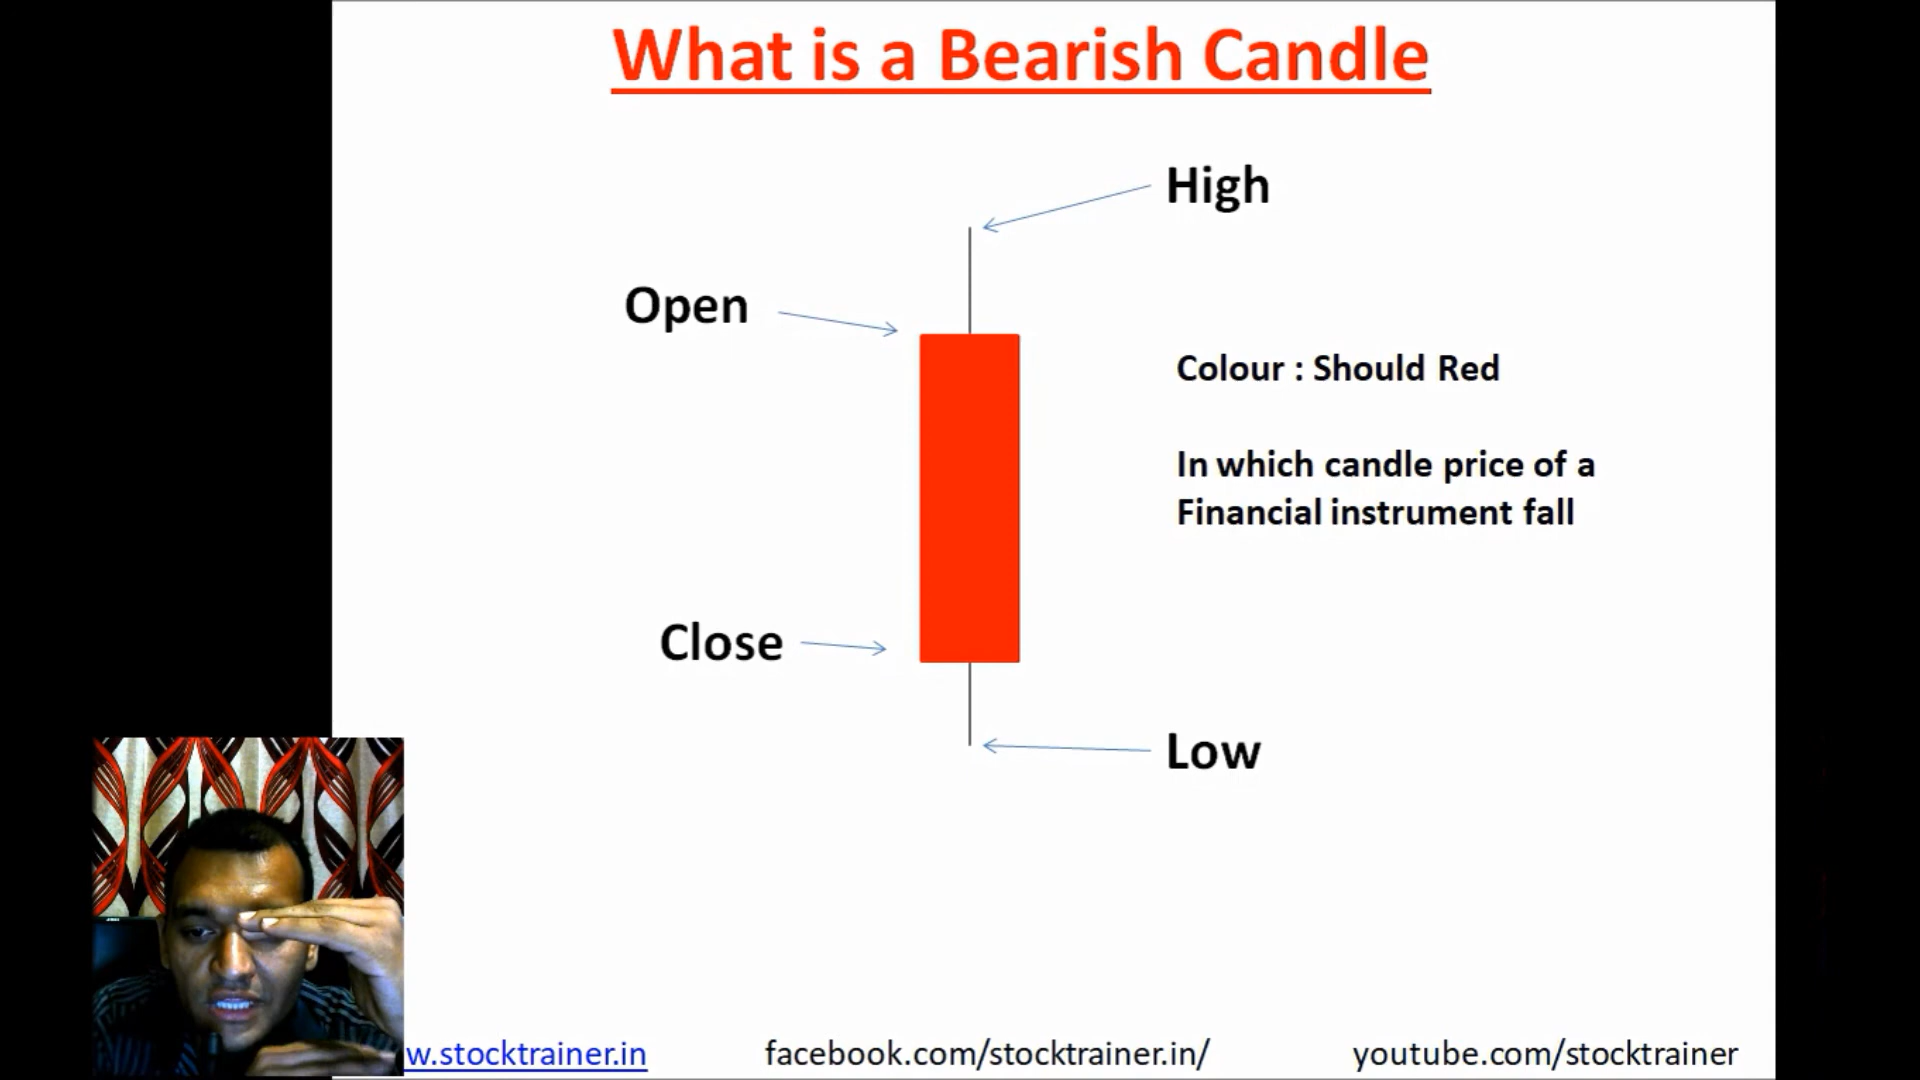 What is a Bearish Candle
High
Open
Colour : Should Red
In which candle price of a
Financial instrument fall
Close
Low
w.stocktrainer.in facebook.com/stocktrainer.in/ youtube.com/stocktrainer